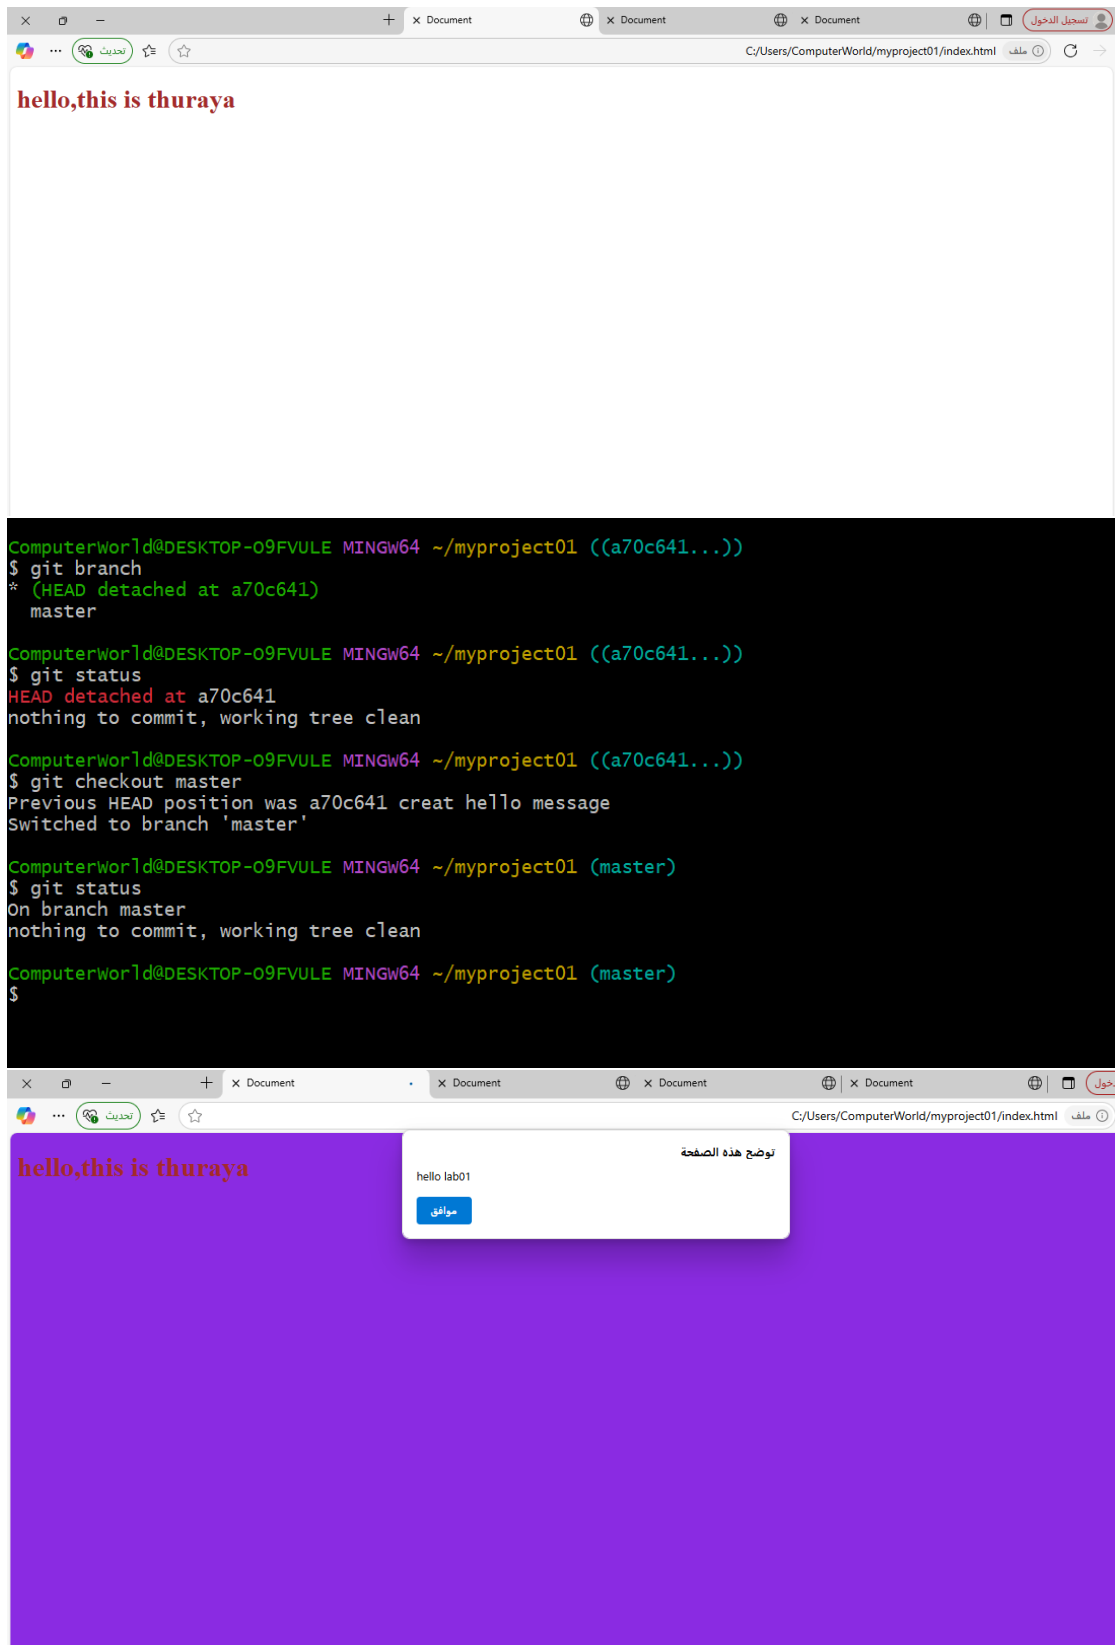 Document Document Document تسجيل الدخول
تحديث C:/Users/ComputerWorld/myproject01/index.html ملف
hello,this is thuraya
ComputerWorld@DESKTOP-O9FVULE MINGW64 ~/myproject01 ((a70c641...))
$ git branch
* (HEAD detached at a70c641)
  master
ComputerWorld@DESKTOP-O9FVULE MINGW64 ~/myproject01 ((a70c641...))
$ git status
HEAD detached at a70c641
nothing to commit, working tree clean
ComputerWorld@DESKTOP-O9FVULE MINGW64 ~/myproject01 ((a70c641...))
$ git checkout master
Previous HEAD position was a70c641 creat hello message
Switched to branch 'master'
ComputerWorld@DESKTOP-O9FVULE MINGW64 ~/myproject01 (master)
$ git status
On branch master
nothing to commit, working tree clean
ComputerWorld@DESKTOP-O9FVULE MINGW64 ~/myproject01 (master)
$
Document Document Document Document
تحديث C:/Users/ComputerWorld/myproject01/index.html ملف
توضح هذه الصفحة
hello,this is thuraya
hello lab01
موافق